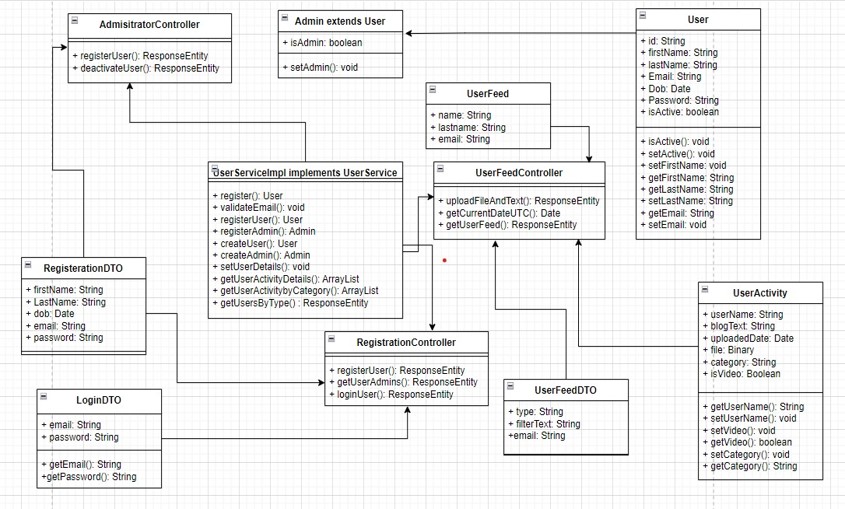 AdmisitratorController
+ registerUser(): ResponseEntity
+ deactivateUser(): ResponseEntity
Admin extends User
+ isAdmin: boolean
+ setAdmin(): void
User
+ id: String
+ firstName: String
+ lastName: String
+ Email: String
+ Dob: Date
+ Password: String
+ isActive: boolean
+ isActive(): void
+ setActive(): void
+ setFirstName: void
+ getFirstName: String
+ getLastName: String
+ setLastName: String
+ getEmail: String
+ setEmail: void
UserFeed
+ name: String
+ lastname: String
+ email: String
UserServiceImpl implements UserService
+ register(): User
+ validateEmail(): void
+ registerUser(): User
+ registerAdmin(): Admin
+ createUser(): User
+ createAdmin(): Admin
+ setUserDetails(): void
+ getUserActivityDetails(): ArrayList
+ getUserActivitybyCategory(): ArrayList
+ getUsersByType() : ResponseEntity
UserFeedController
+ uploadFileAndText(): ResponseEntity
+ getCurrentDateUTC(): Date
+ getUserFeed(): ResponseEntity
RegisterationDTO
+ firstName: String
+ LastName: String
+ dob: Date
+ email: String
+ password: String
UserActivity
+ userName: String
+ blogText: String
+ uploadedDate: Date
+ file: Binary
+ category: String
+ isVideo: Boolean
+ getUserName(): String
+ setUserName(): void
+ setVideo(): void
+ getVideo(): boolean
+ setCategory(): void
+ getCategory(): String
RegistrationController
+ registerUser(): ResponseEntity
+ getUserAdmins(): ResponseEntity
+ loginUser(): ResponseEntity
UserFeedDTO
+ type: String
+ filterText: String
+email: String
LoginDTO
+ email: String
+ password: String
+ getEmail(): String
+getPassword(): String